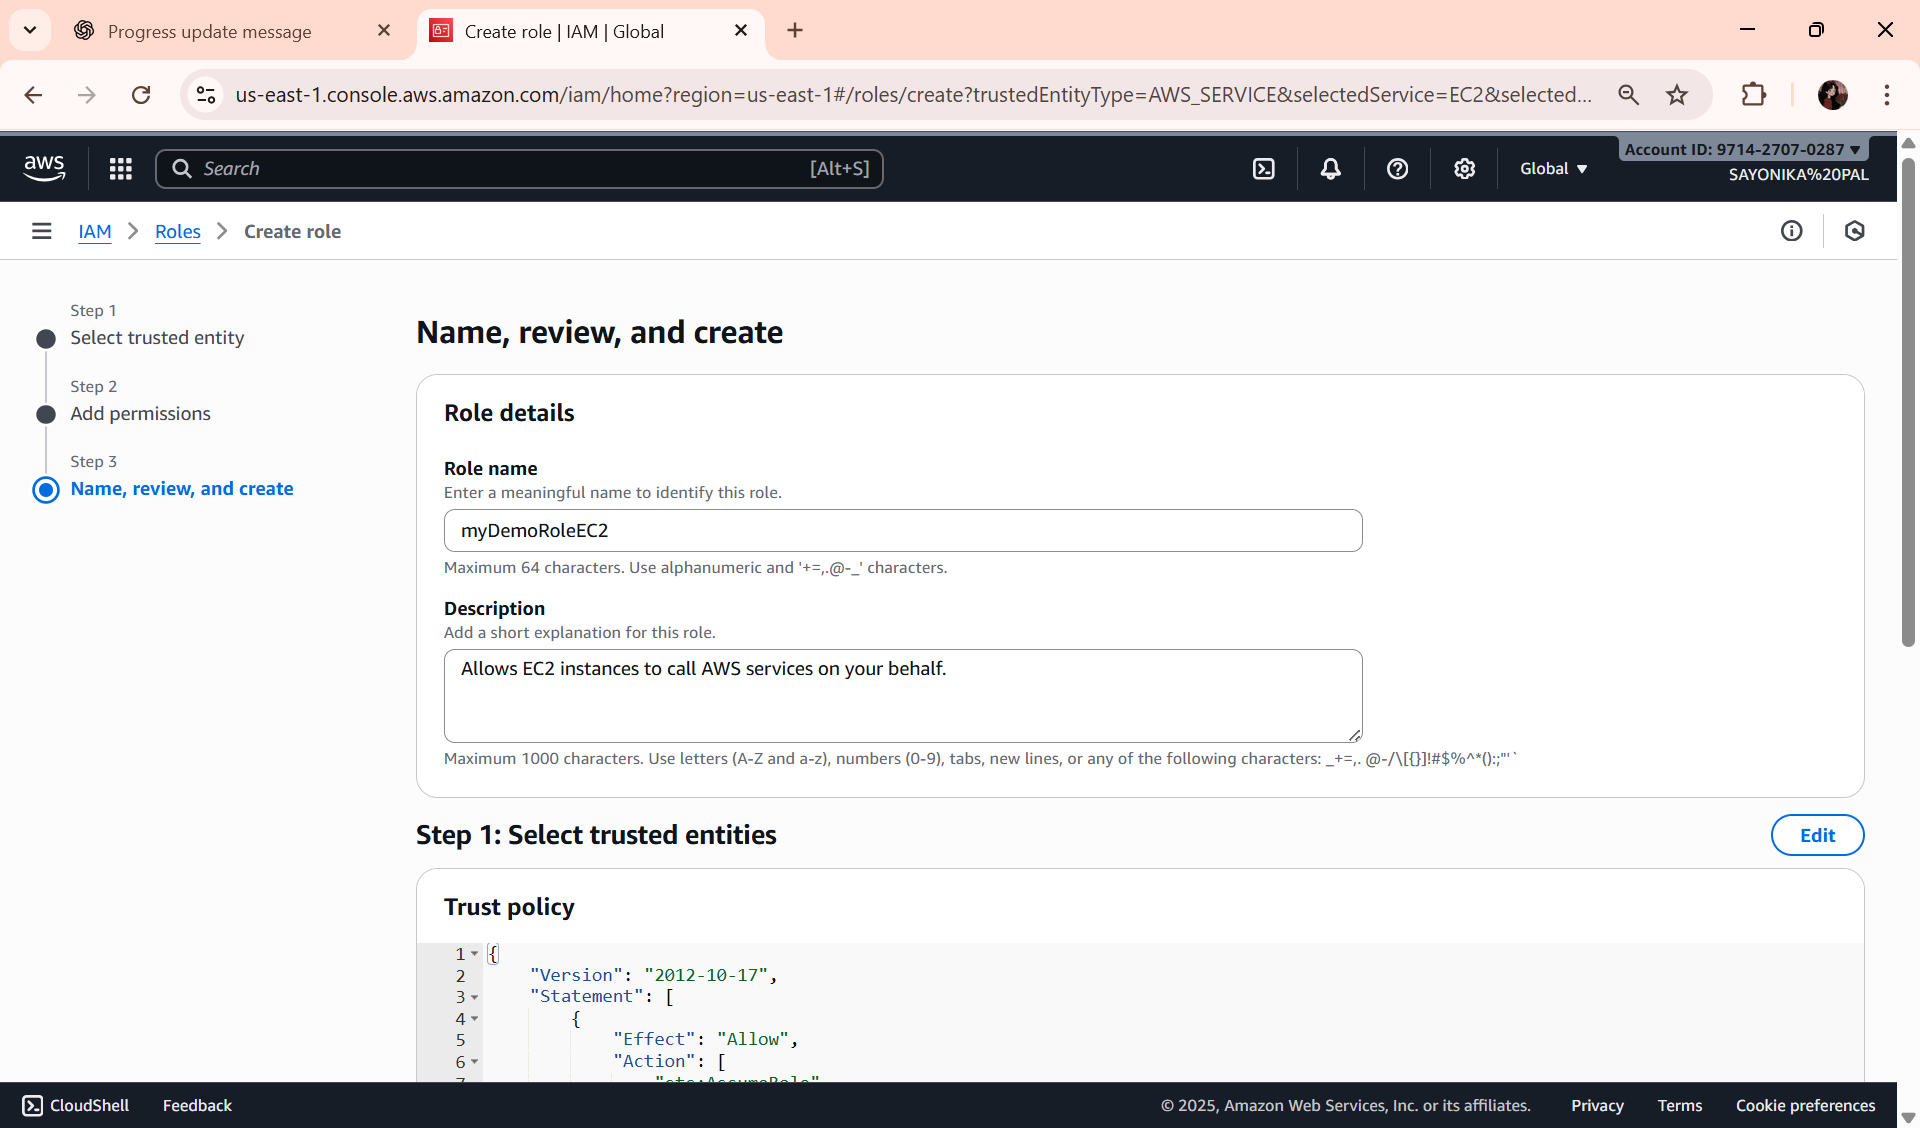 Progress update message
Create role | IAM | Global
us-east-1.console.aws.amazon.com/iam/home?region=us-east-1#/roles/create?trustedEntityType=AWS_SERVICE&selectedService=EC2&selected...
aws
Search [Alt+S]
Global
Account ID: 9714-2707-0287
SAYONIKA%20PAL
IAM > Roles > Create role
Step 1
Select trusted entity
Step 2
Add permissions
Step 3
Name, review, and create
Name, review, and create
Role details
Role name
Enter a meaningful name to identify this role.
myDemoRoleEC2
Maximum 64 characters. Use alphanumeric and '+=,.@-_' characters.
Description
Add a short explanation for this role.
Allows EC2 instances to call AWS services on your behalf.
Maximum 1000 characters. Use letters (A-Z and a-z), numbers (0-9), tabs, new lines, or any of the following characters: _+=,. @-/\[{}]!#$%^*();:"'`
Step 1: Select trusted entities
Edit
Trust policy
1 {
2 "Version": "2012-10-17",
3 "Statement": [
4 {
5 "Effect": "Allow",
6 "Action": [
7 "sts:AssumeRole"
CloudShell Feedback
© 2025, Amazon Web Services, Inc. or its affiliates. Privacy Terms Cookie preferences